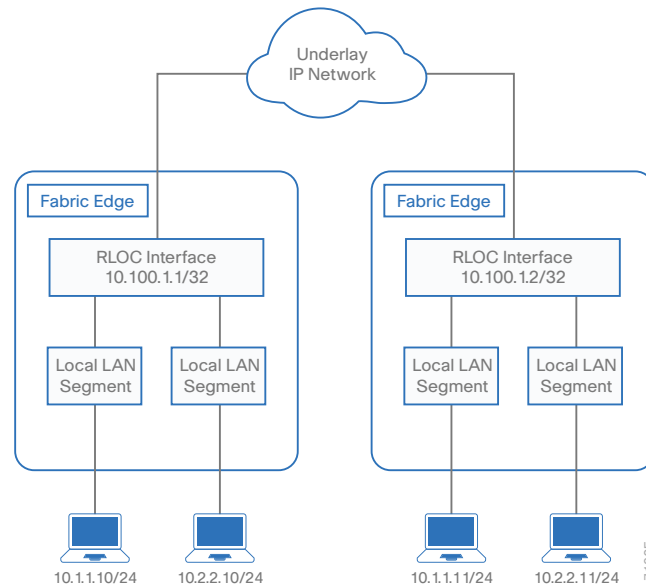 Underlay
IP Network
Fabric Edge
RLOC Interface
10.100.1.1/32
Local LAN
Segment
Local LAN
Segment
10.1.1.10/24
10.2.2.10/24
Fabric Edge
RLOC Interface
10.100.1.2/32
Local LAN
Segment
Local LAN
Segment
10.1.1.11/24
10.2.2.11/24